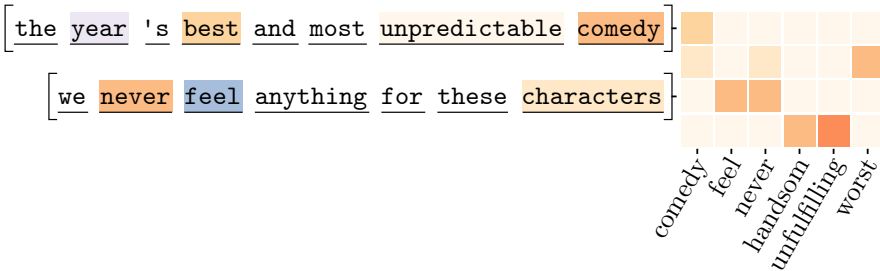 [the year 's best and most unpredictable comedy]
[we never feel anything for these characters]
comedy
feel
never
handsom
unfulfilling
worst